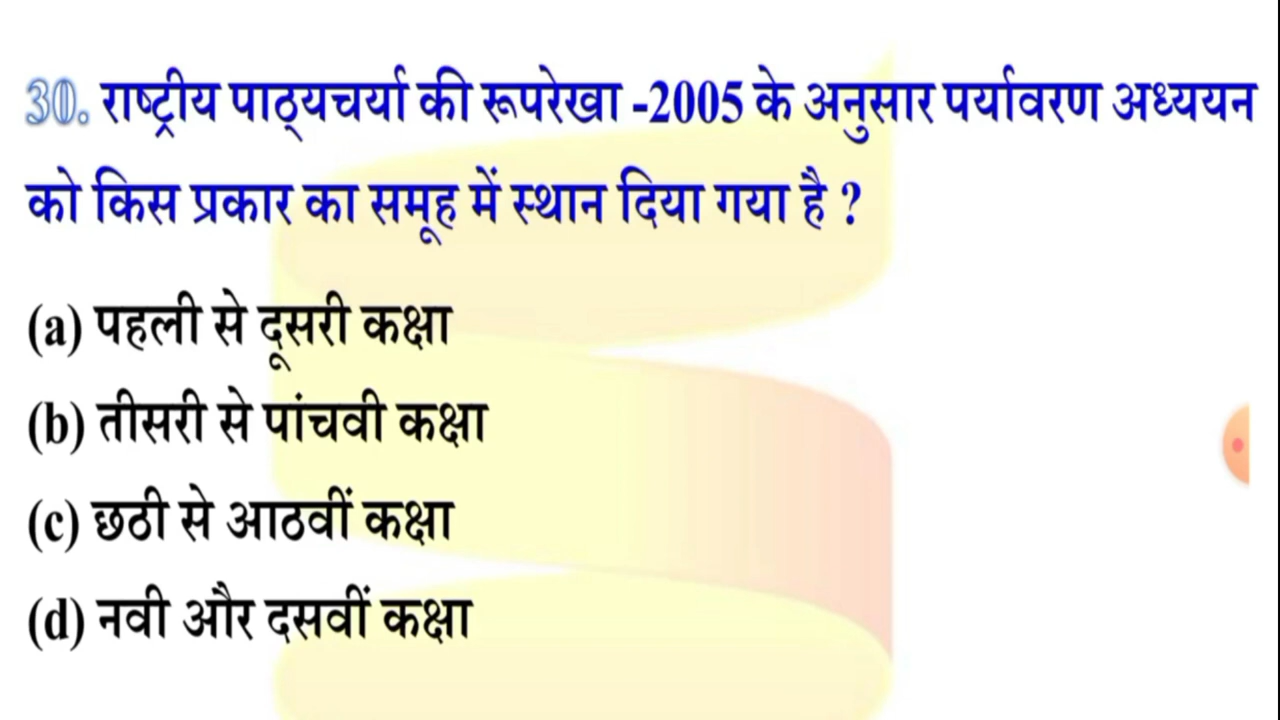 30. राष्ट्रीय पाठ्यचर्या की रूपरेखा -2005 के अनुसार पर्यावरण अध्ययन
को किस प्रकार का समूह में स्थान दिया गया है ?
(a) पहली से दूसरी कक्षा
(b) तीसरी से पांचवी कक्षा
(c) छठी से आठवीं कक्षा
(d) नवी और दसवीं कक्षा